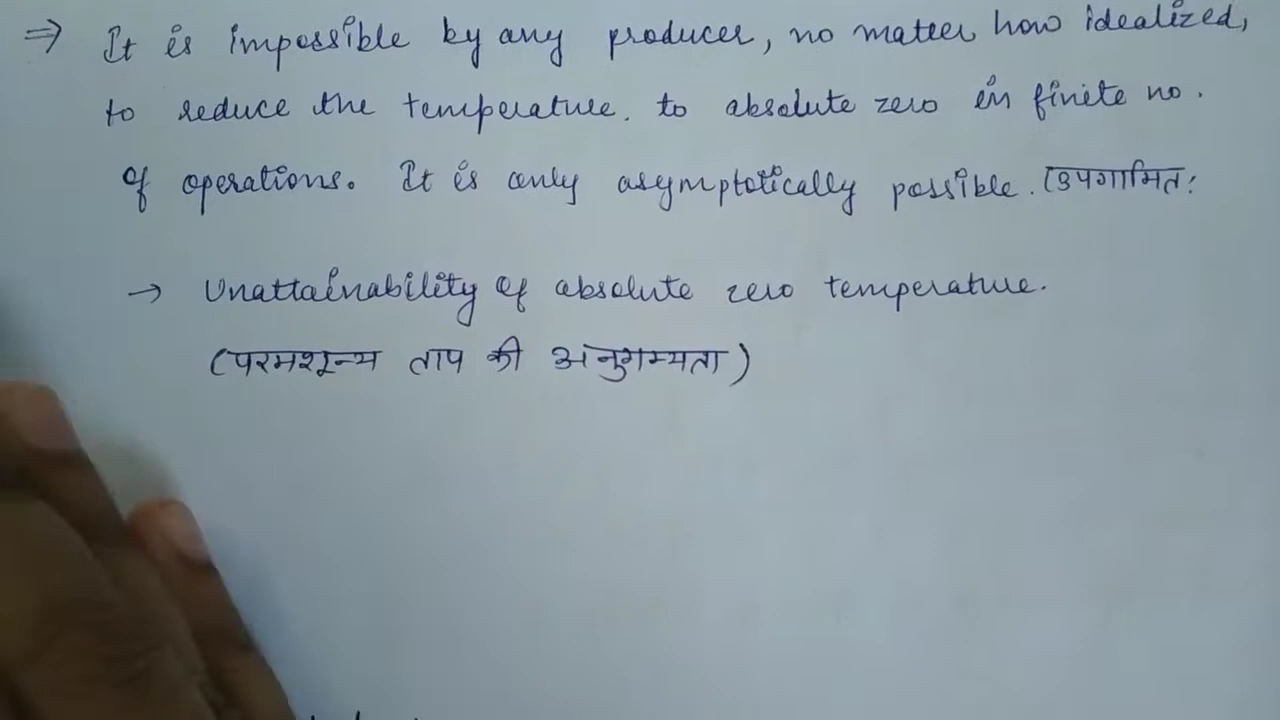 ⇒ It is impossible by any producer, no matter how idealized,
to reduce the temperature. to absolute zero in finite no.
of operations. It is only asymptotically possible. (उपगामित:
→ Unattainability of absolute zero temperature.
(परमशून्य ताप की अनुगम्यता)